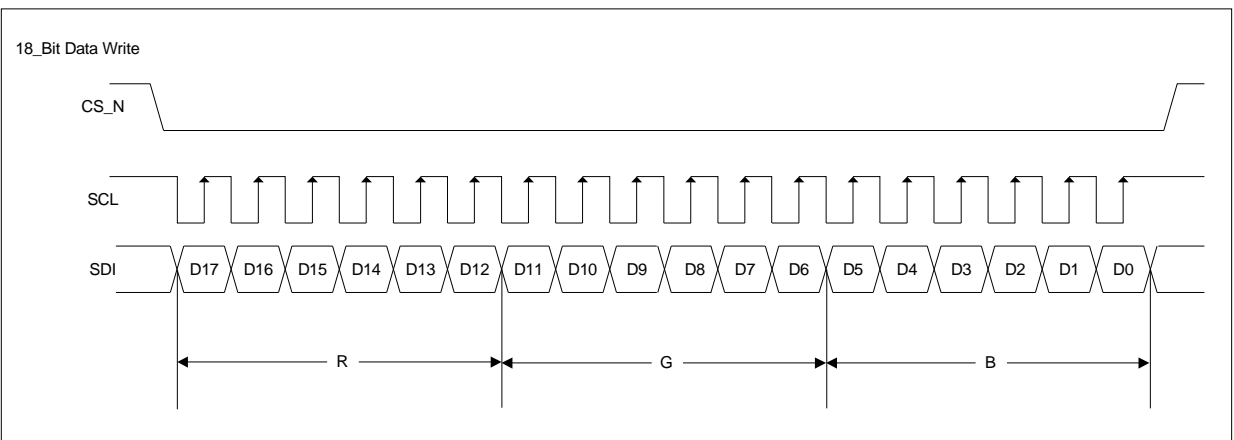 18_Bit Data Write
CS_N
SCL
SDI D17 D16 D15 D14 D13 D12 D11 D10 D9 D8 D7 D6 D5 D4 D3 D2 D1 D0
R G B